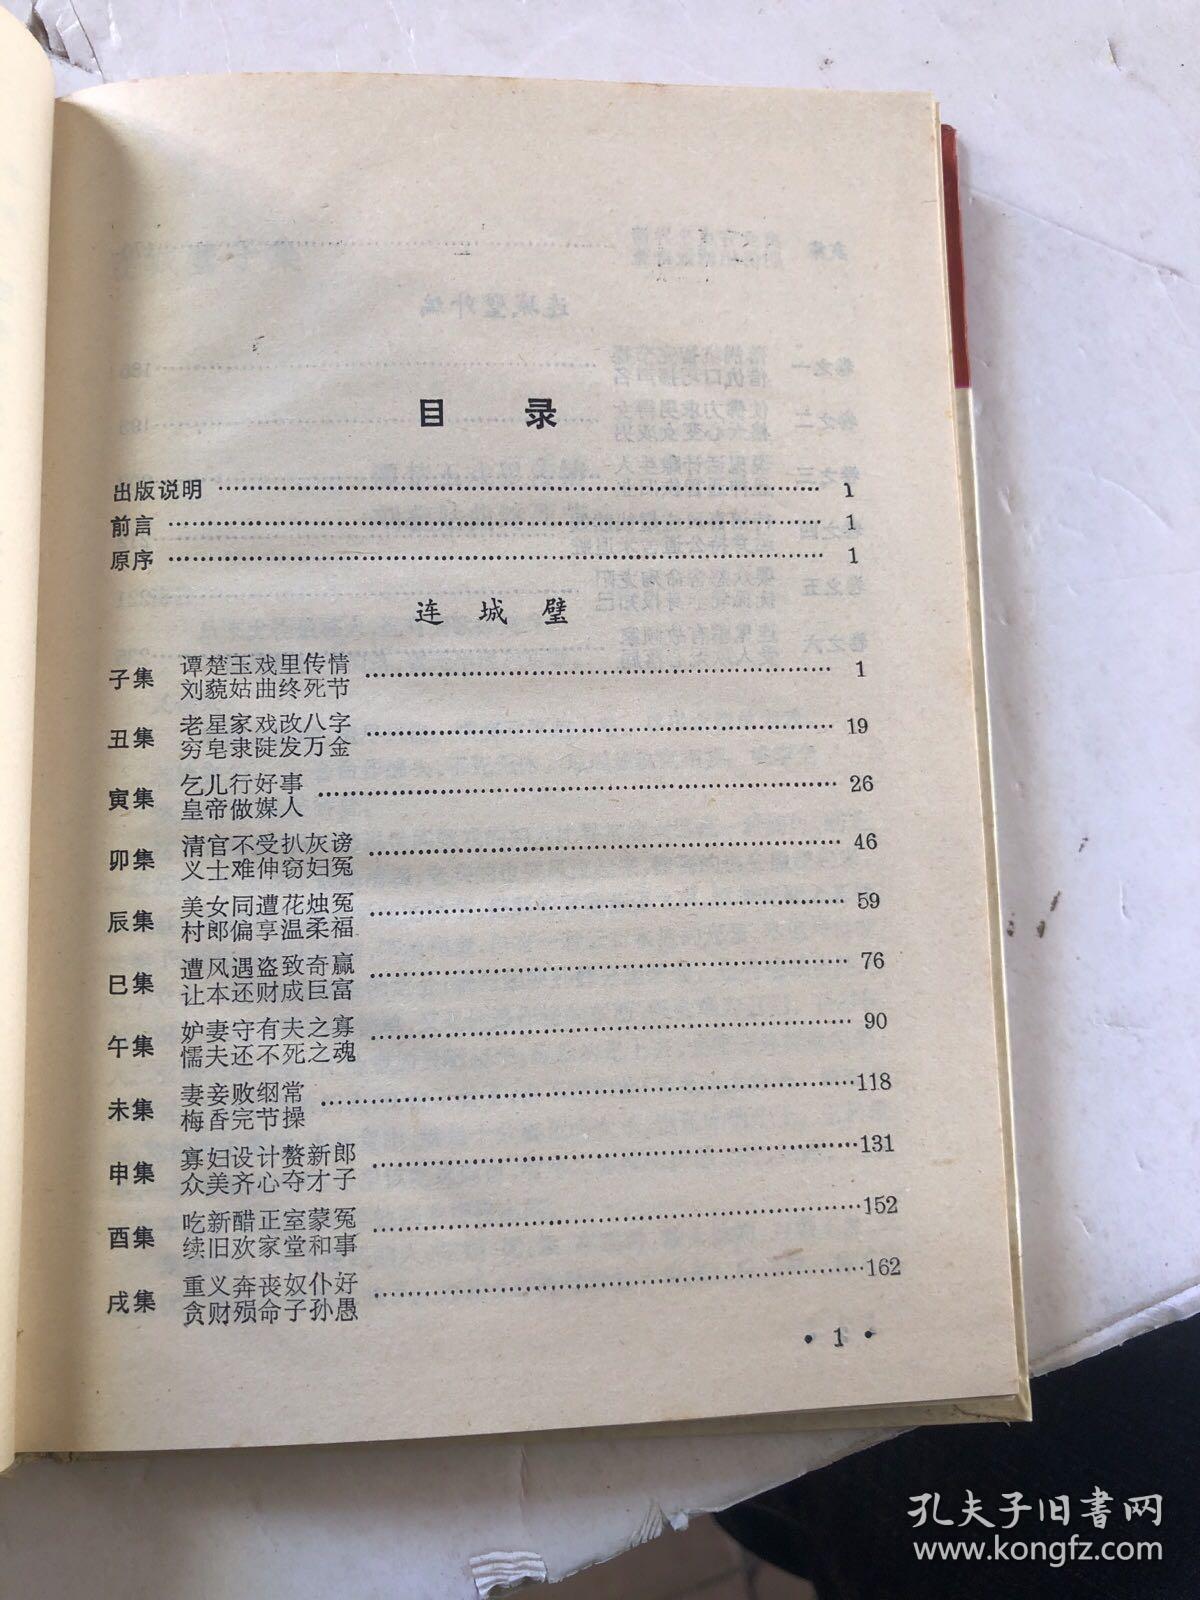 目 录
出版说明 …… 1
前言 …… 1
原序 …… 1
连城璧
子集 谭楚玉戏里传情 …… 1
刘藐姑曲终死节
丑集 老星家戏改八字 …… 19
穷皂隶陡发万金
寅集 乞儿行好事 …… 26
皇帝做媒人
卯集 清官不受扒灰谤 …… 46
义士难伸窃妇冤
辰集 美女同遭花烛冤 …… 59
村郎偏享温柔福
巳集 遭风遇盗致奇赢 …… 76
让本还财成巨富
午集 妒妻守有夫之寡 …… 90
懦夫还不死之魂
未集 妻妾败纲常 …… 118
梅香完节操
申集 寡妇设计赘新郎 …… 131
众美齐心夺才子
酉集 吃新醋正室蒙冤 …… 152
续旧欢家堂和事
戌集 重义奔丧奴仆好 …… 162
贪财殒命子孙愚
• 1 •
孔夫子旧书网
www.kongfz.com